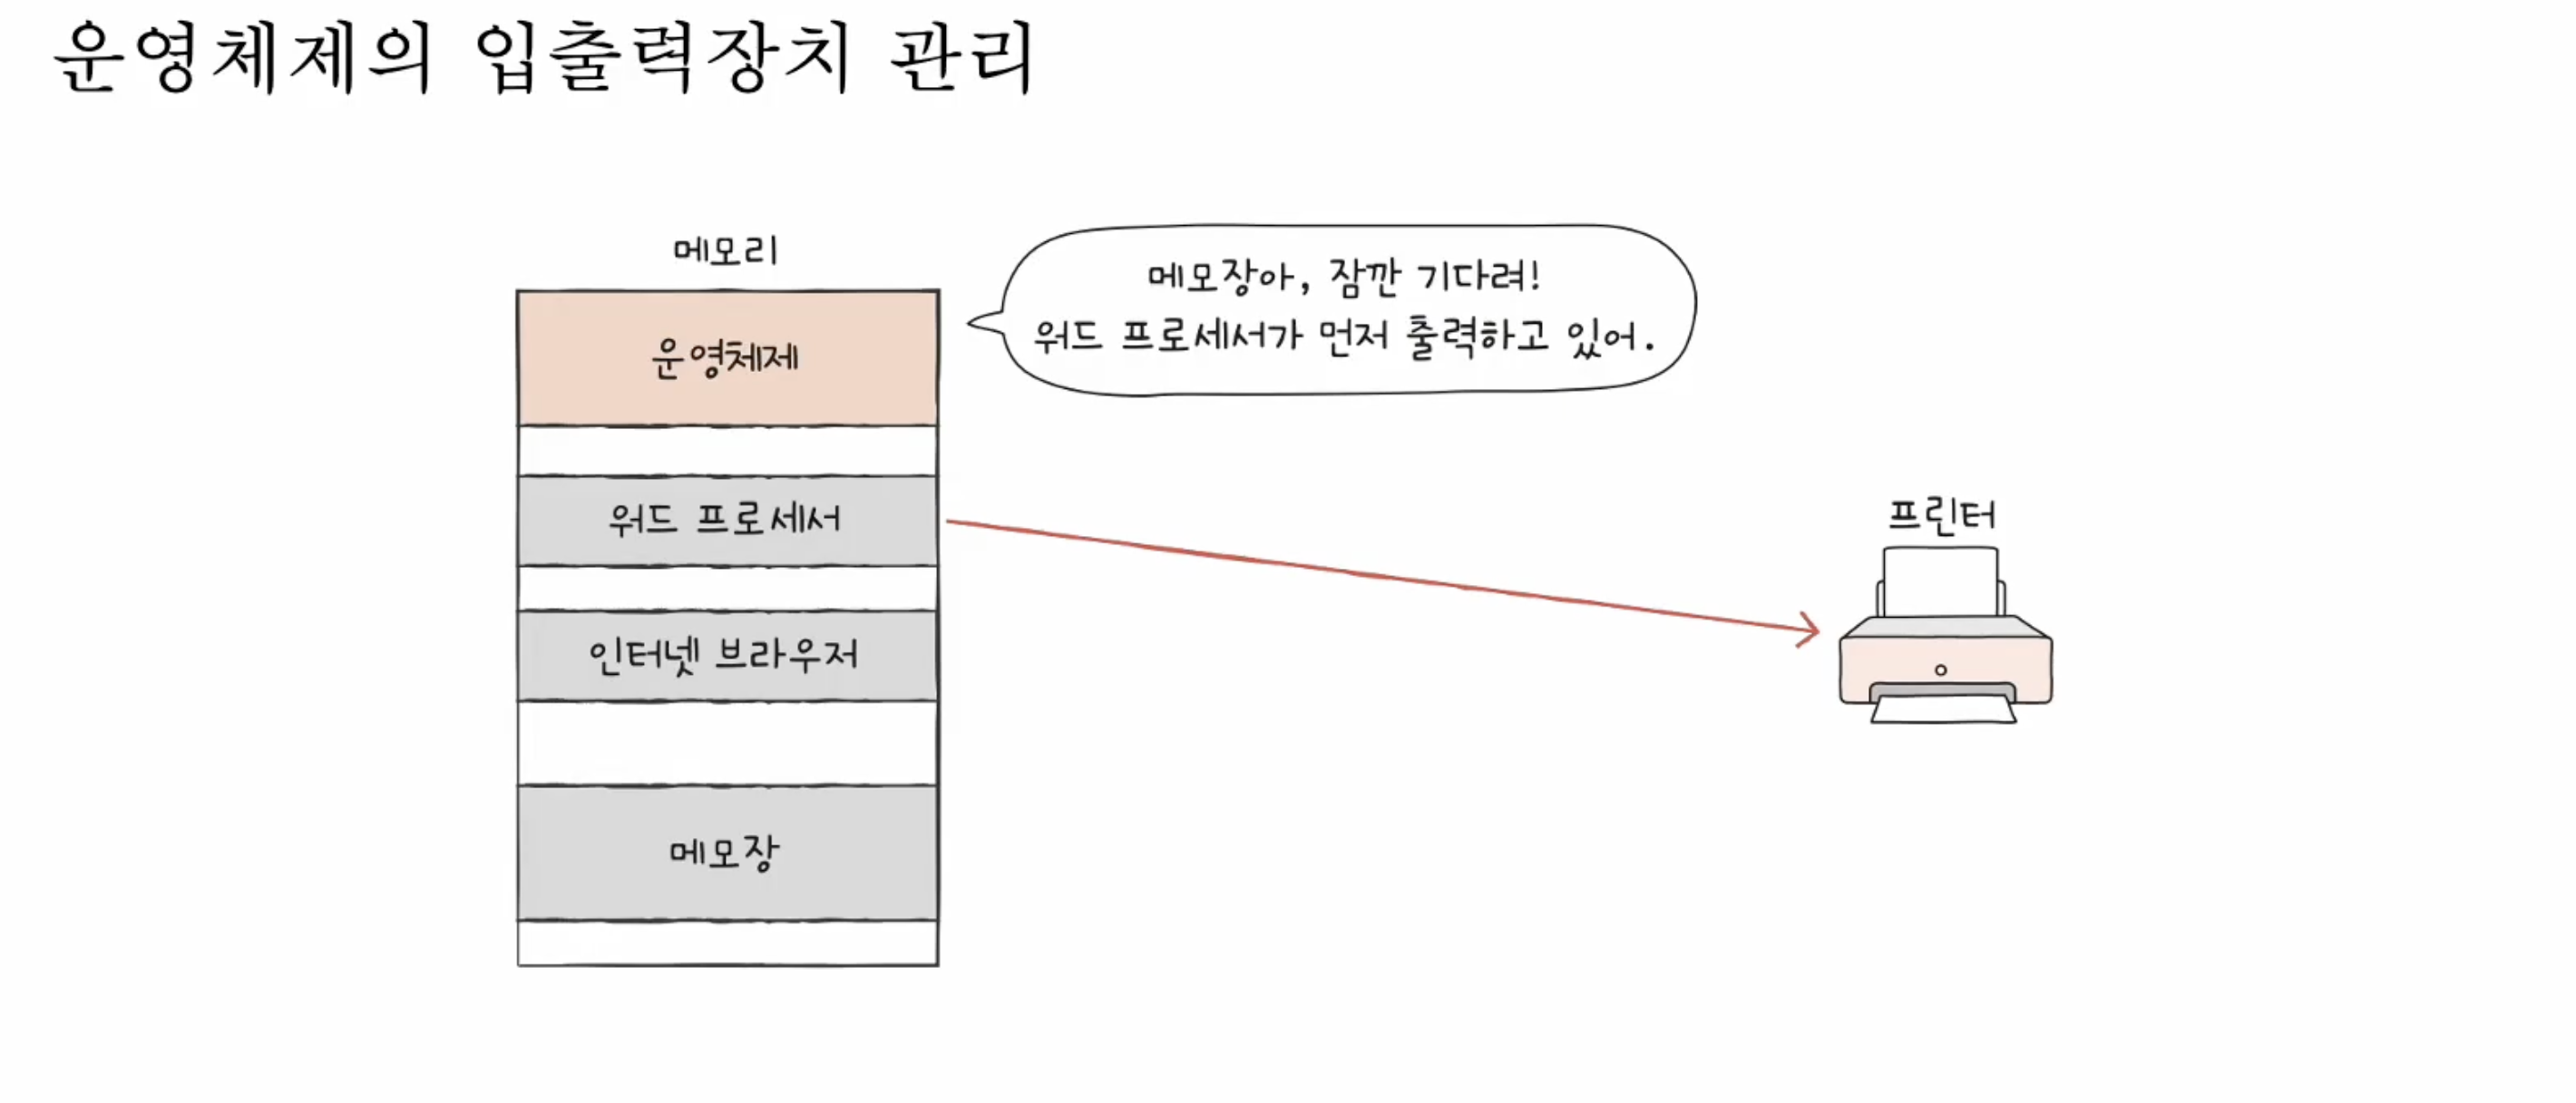 운영체제의 입출력장치 관리
메모리
메모장아, 잠깐 기다려!
워드 프로세서가 먼저 출력하고 있어.
운영체제
워드 프로세서
프린터
인터넷 브라우저
메모장